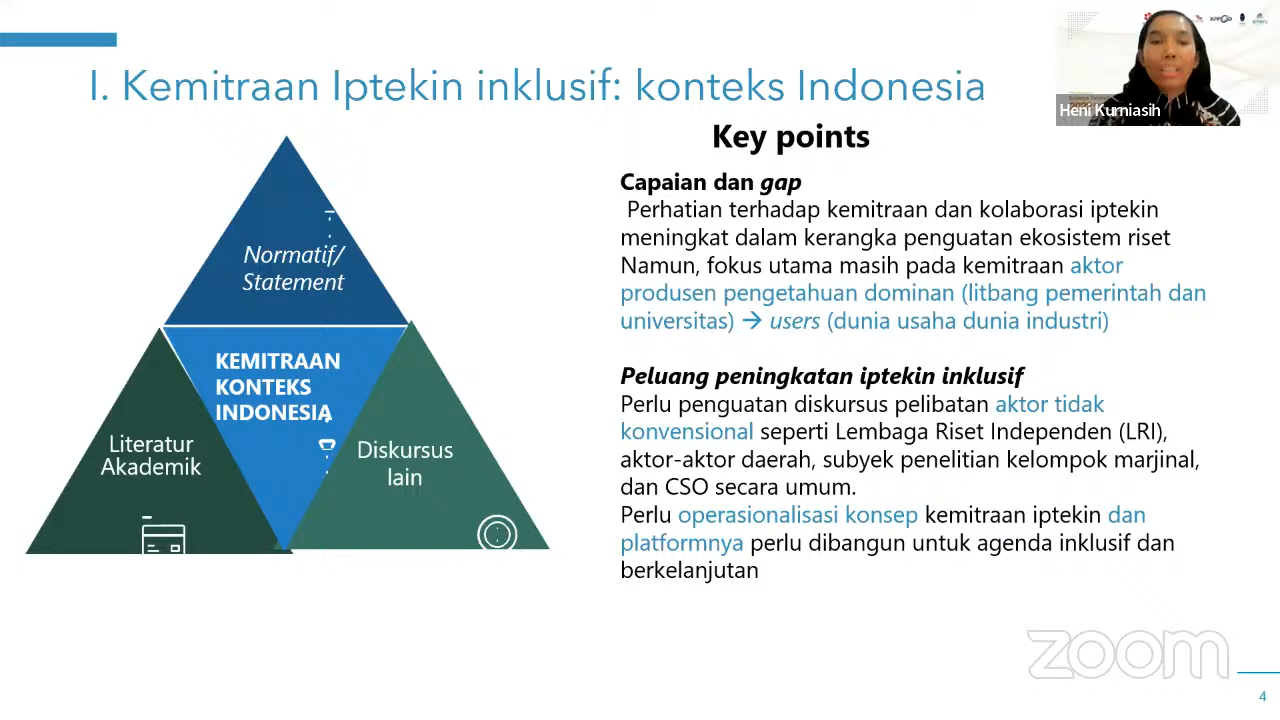 I. Kemitraan Iptekin inklusif: konteks Indonesia
Heni Kurniasih
Key points
Normatif/
Statement
KEMITRAAN
KONTEKS
INDONESIA
Literatur
Akademik
Diskursus
lain
Capaian dan gap
Perhatian terhadap kemitraan dan kolaborasi iptekin
meningkat dalam kerangka penguatan ekosistem riset
Namun, fokus utama masih pada kemitraan aktor
produsen pengetahuan dominan (litbang pemerintah dan
universitas) → users (dunia usaha dunia industri)
Peluang peningkatan iptekin inklusif
Perlu penguatan diskursus pelibatan aktor tidak
konvensional seperti Lembaga Riset Independen (LRI),
aktor-aktor daerah, subyek penelitian kelompok marjinal,
dan CSO secara umum.
Perlu operasionalisasi konsep kemitraan iptekin dan
platformnya perlu dibangun untuk agenda inklusif dan
berkelanjutan
zoom
4